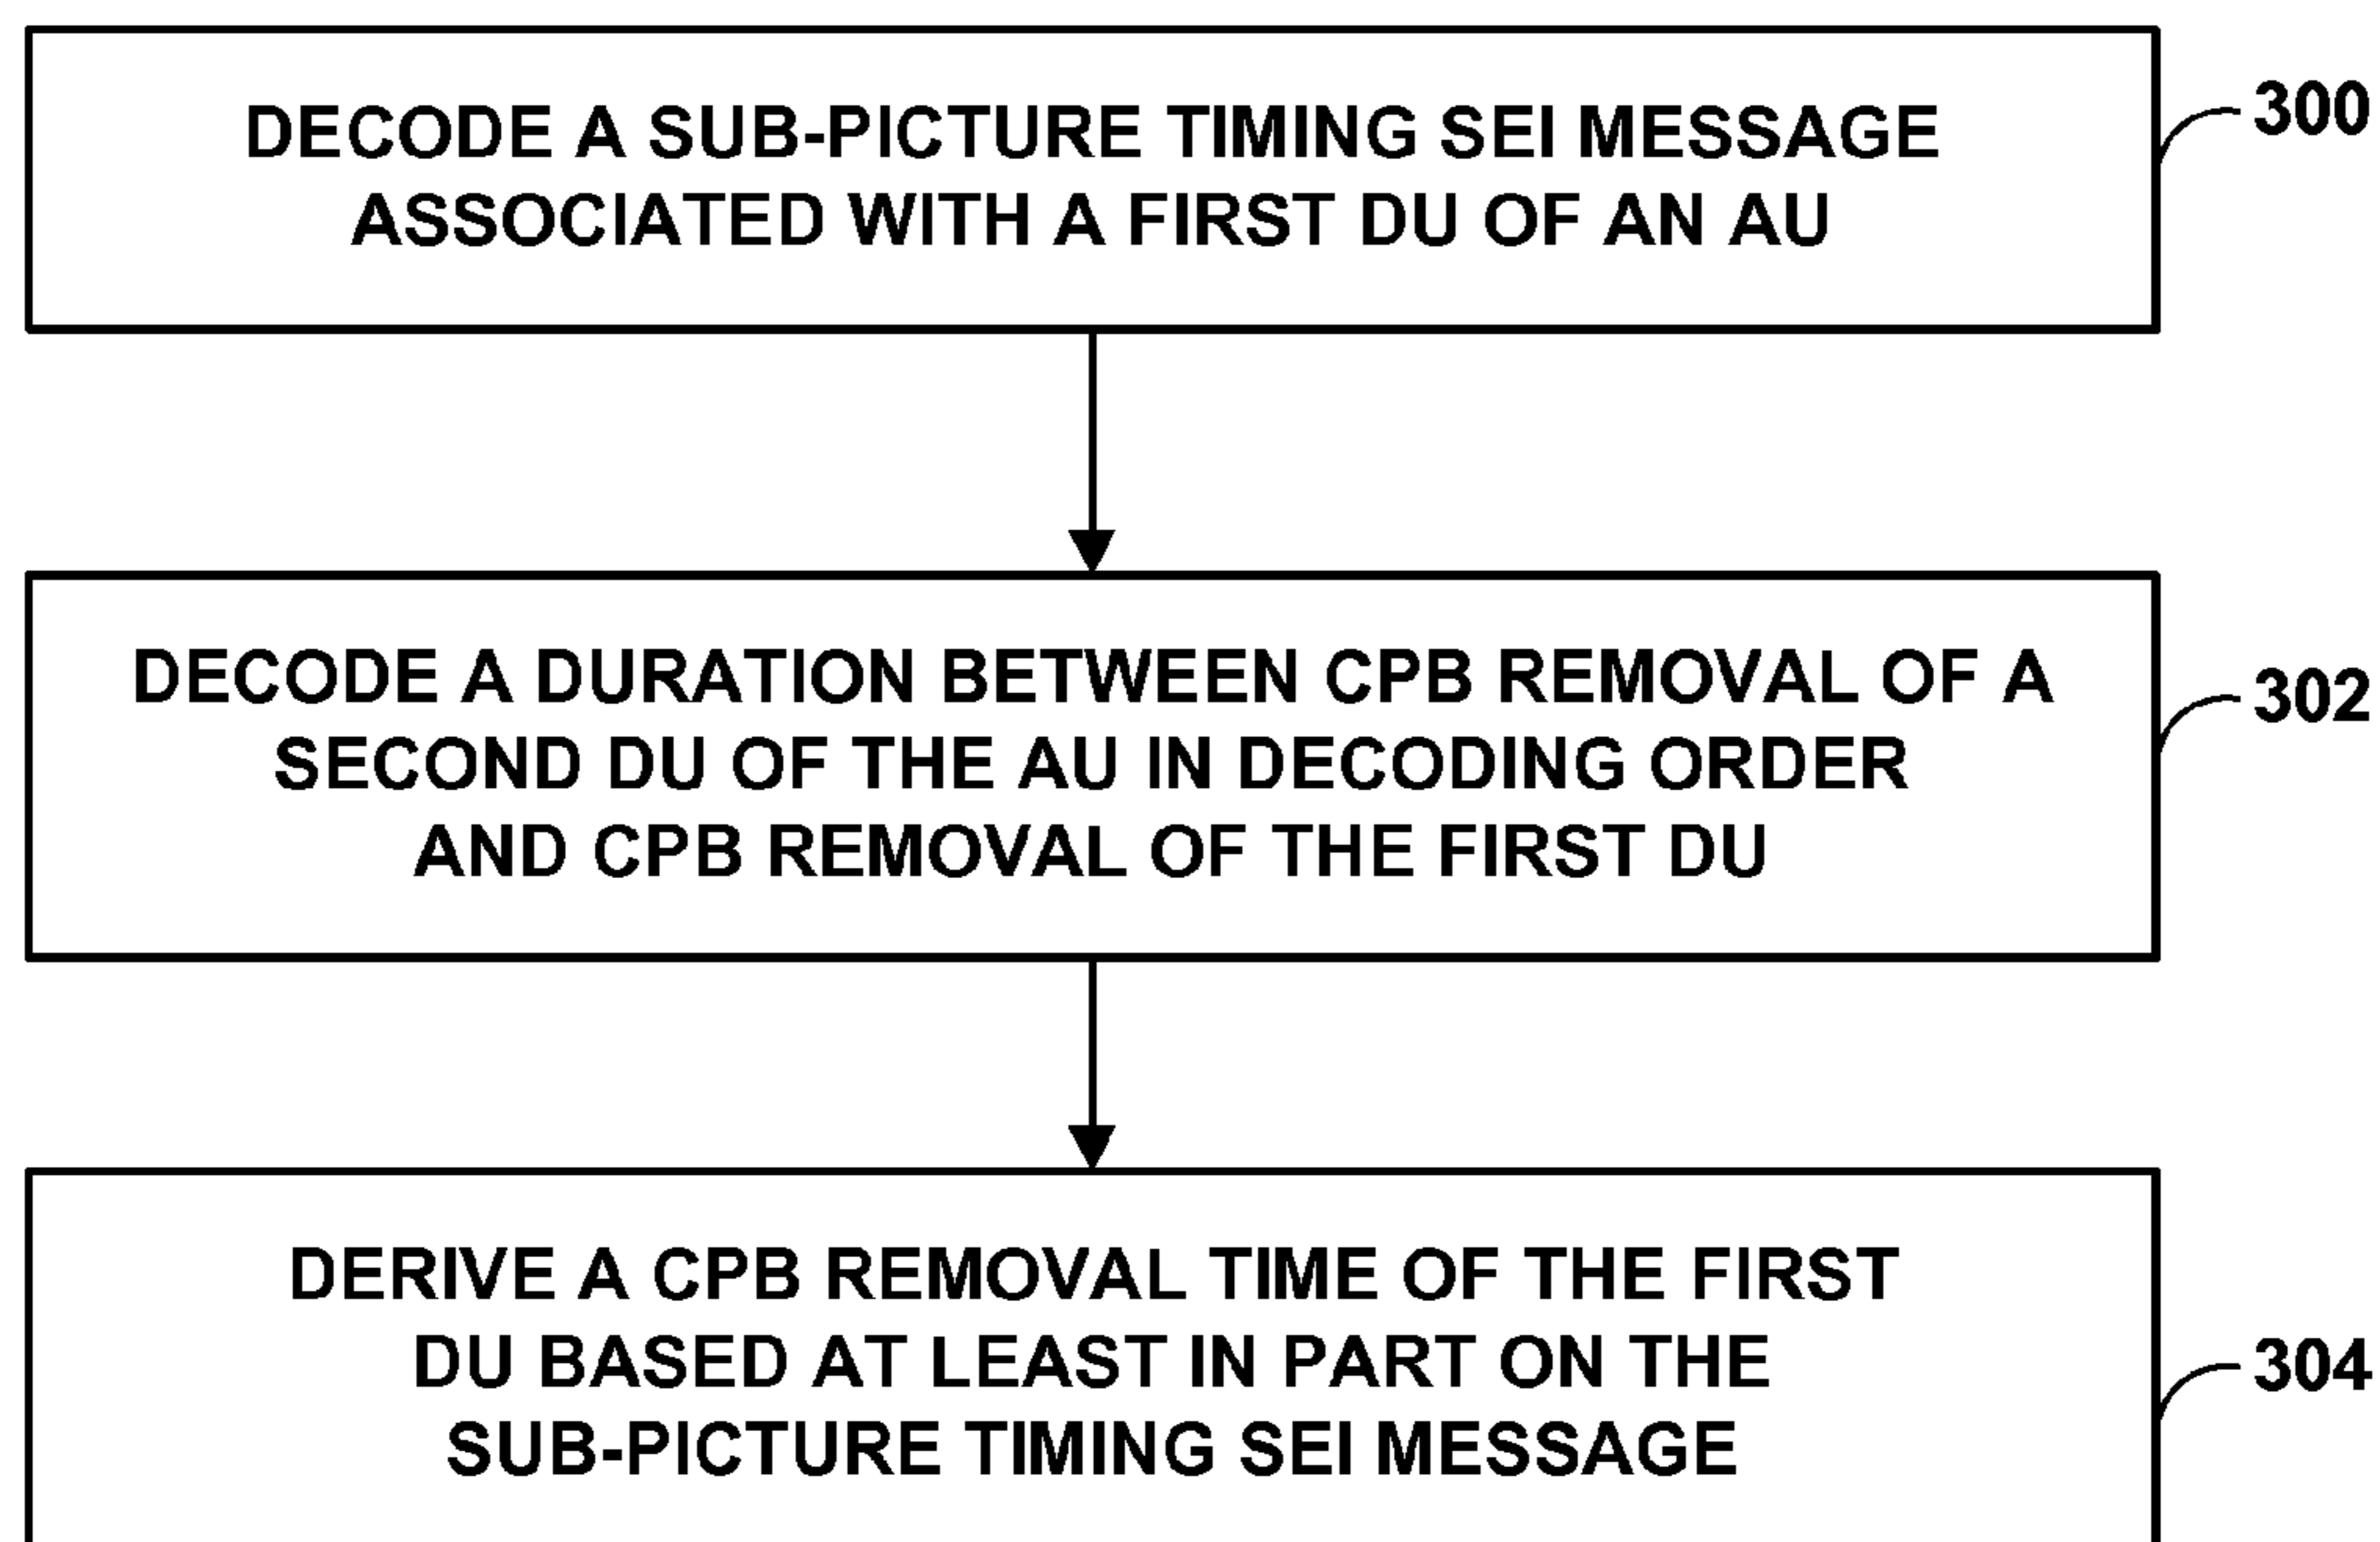 DECODE A SUB-PICTURE TIMING SEI MESSAGE
ASSOCIATED WITH A FIRST DU OF AN AU
300
DECODE A DURATION BETWEEN CPB REMOVAL OF A
SECOND DU OF THE AU IN DECODING ORDER
AND CPB REMOVAL OF THE FIRST DU
302
DERIVE A CPB REMOVAL TIME OF THE FIRST
DU BASED AT LEAST IN PART ON THE
SUB-PICTURE TIMING SEI MESSAGE
304